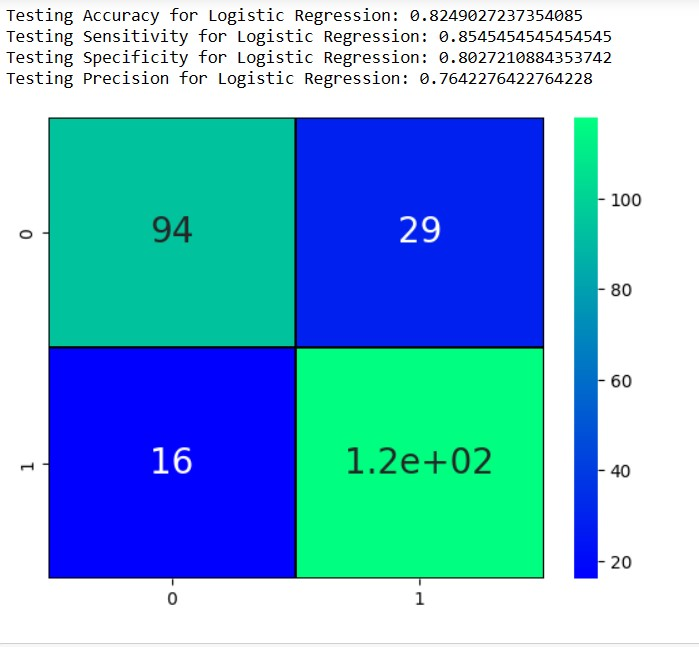 Testing Accuracy for Logistic Regression: 0.8249027237354085
Testing Sensitivity for Logistic Regression: 0.8545454545454545
Testing Specificity for Logistic Regression: 0.8027210884353742
Testing Precision for Logistic Regression: 0.7642276422764228
100
0 94 29
80
60
1 16 1.2e+02
40
20
0 1